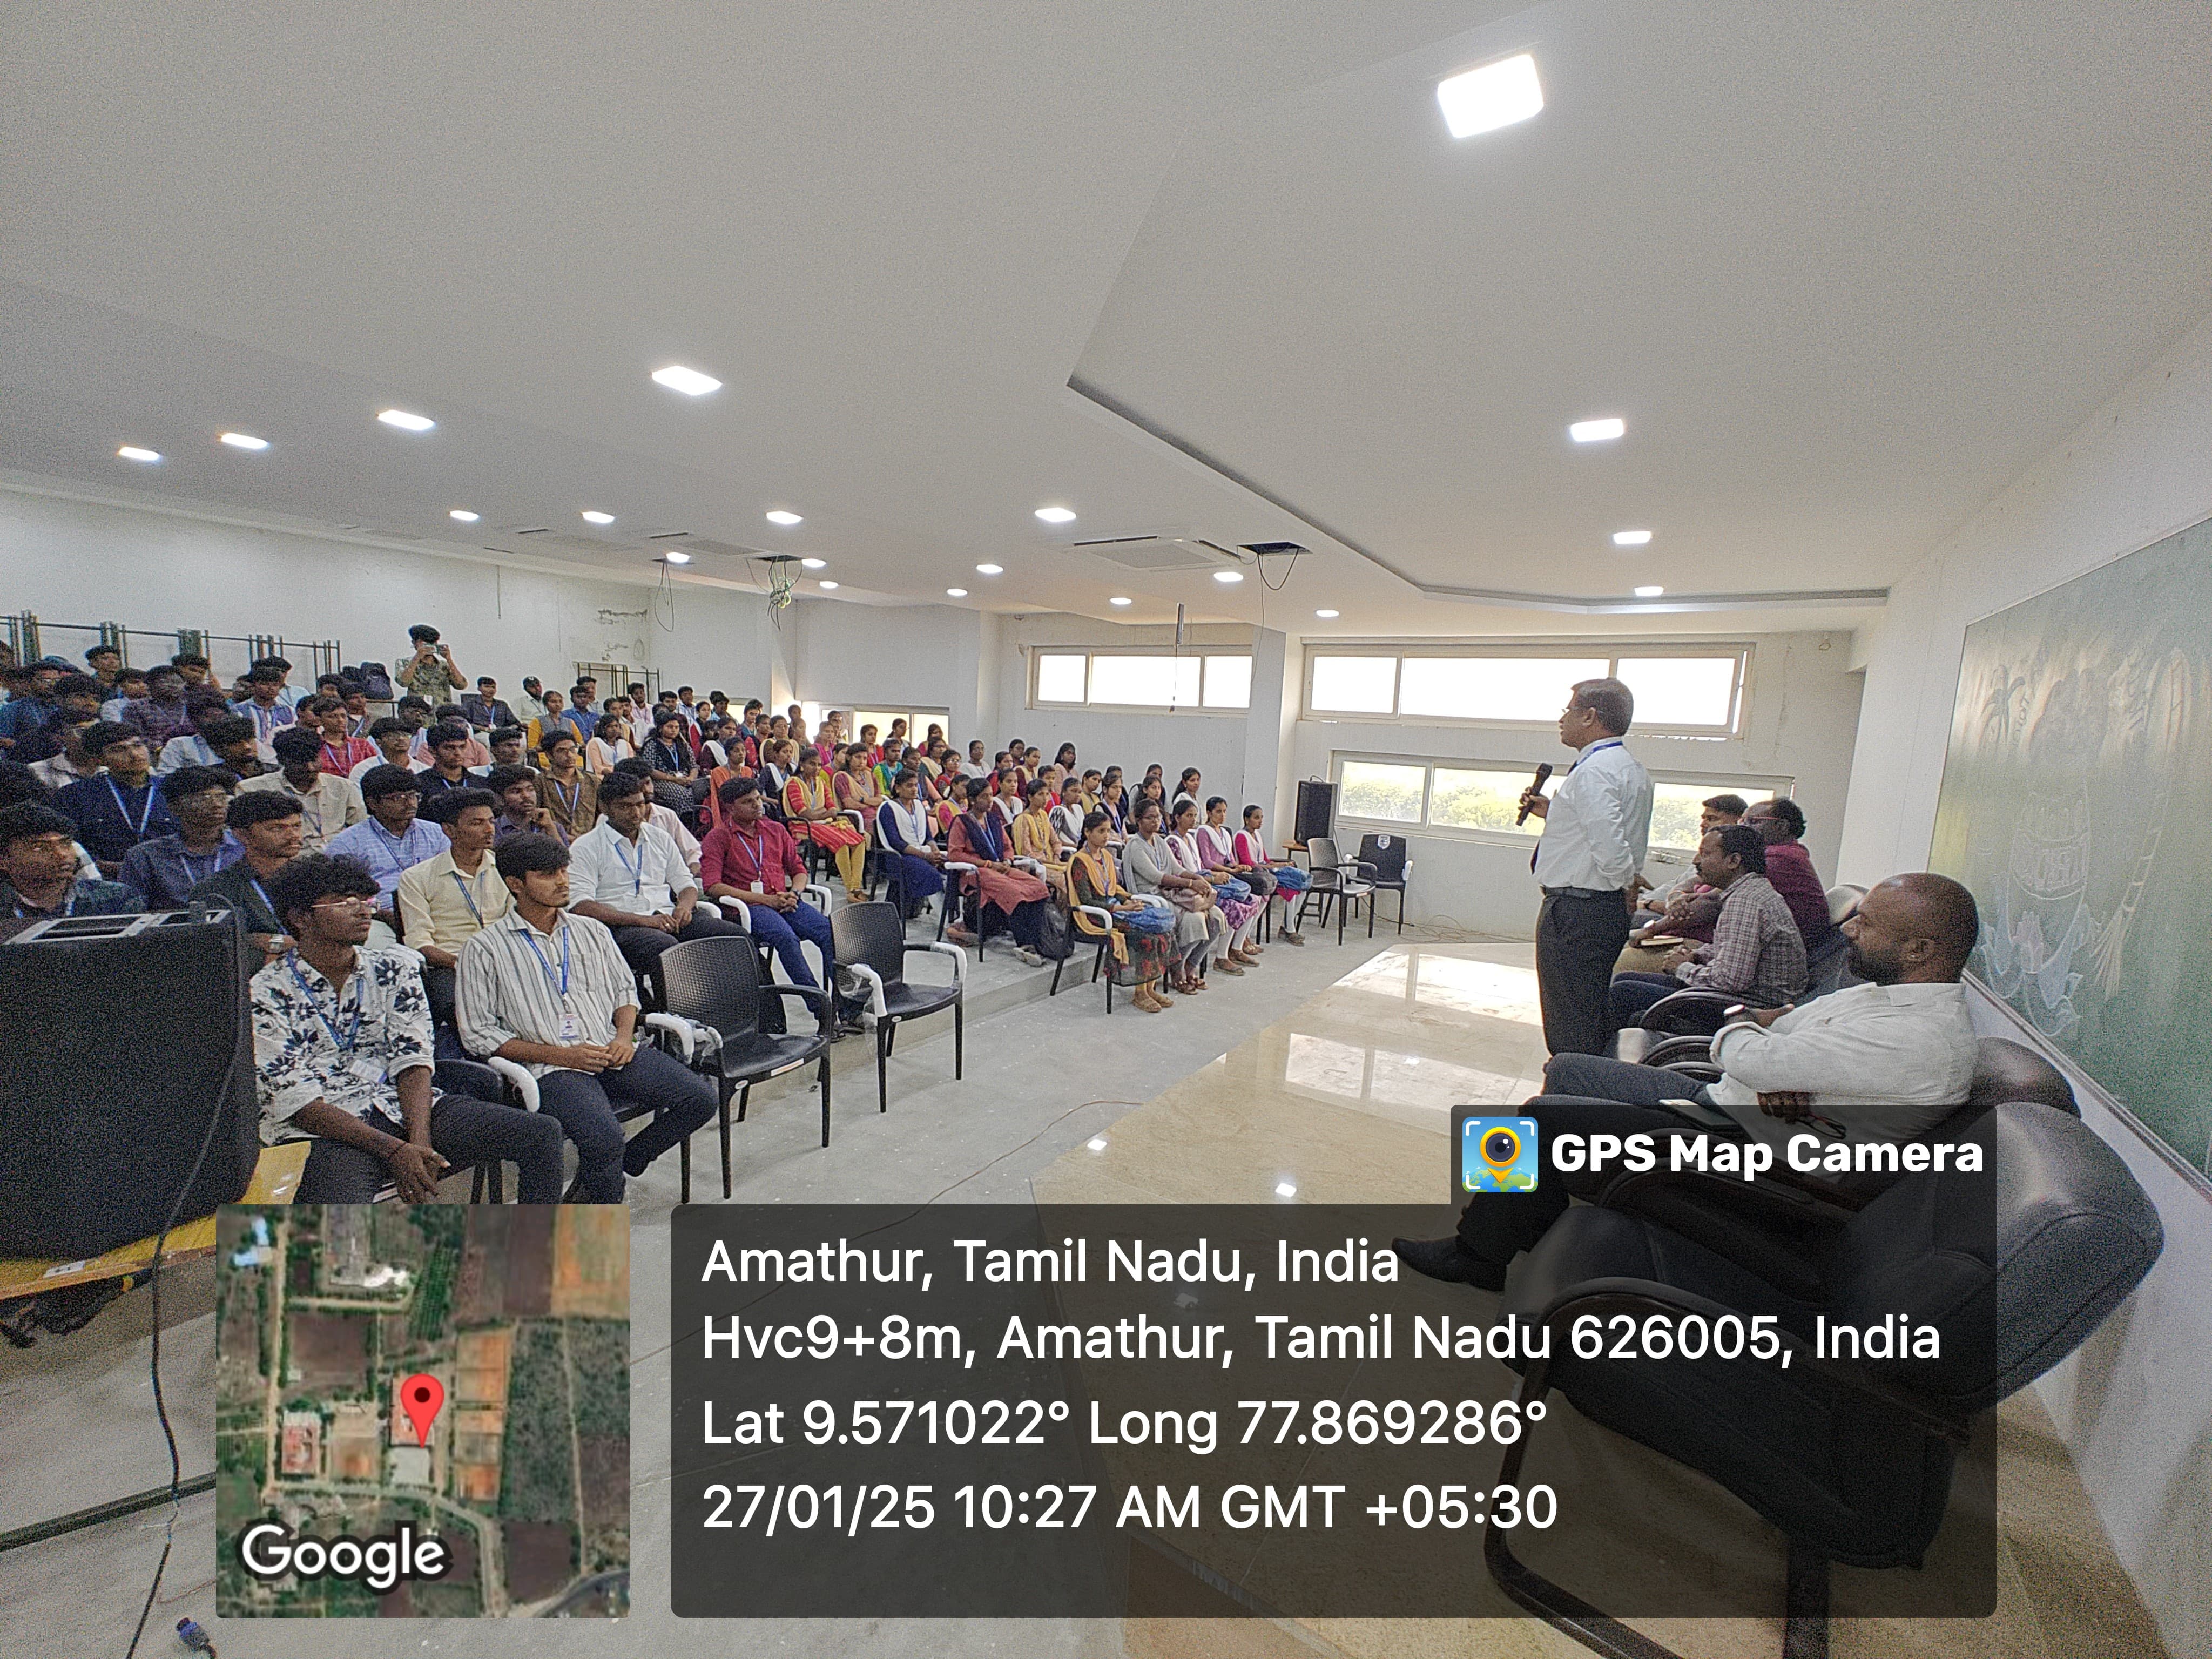 GPS Map Camera
Amathur, Tamil Nadu, India
Hvc9+8m, Amathur, Tamil Nadu 626005, India
Lat 9.571022° Long 77.869286°
27/01/25 10:27 AM GMT +05:30
Google